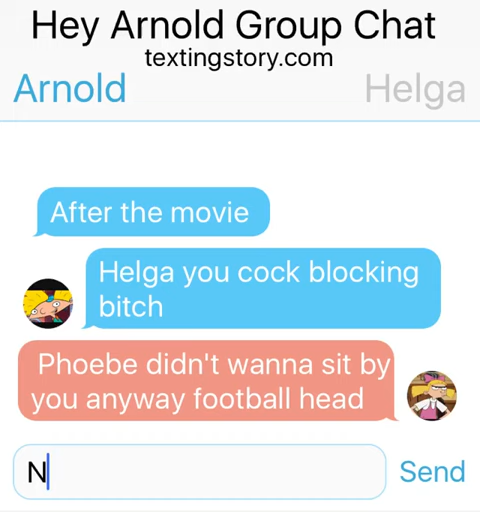 Hey Arnold Group Chat
textingstory.com
Arnold Helga
After the movie
Helga you cock blocking
bitch
Phoebe didn't wanna sit by
you anyway football head
N
Send